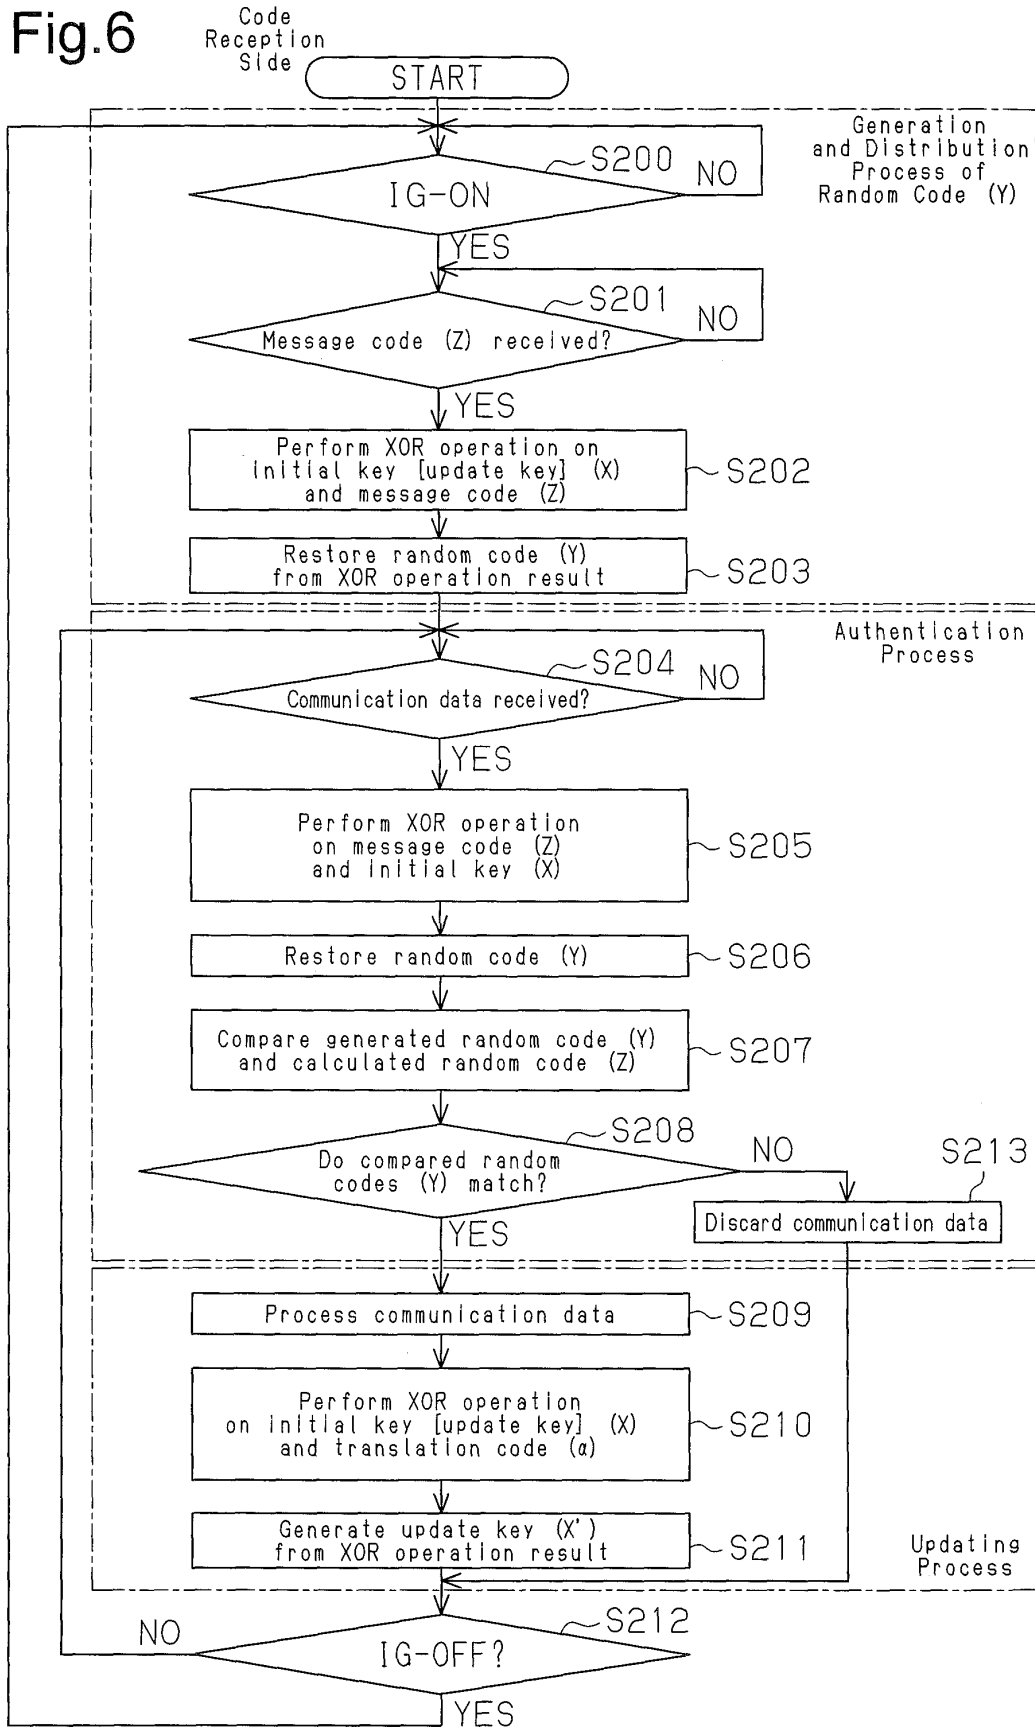 Fig.6
Code
Reception
Side
START
Generation
and Distribution
Process of
Random Code (Y)
S200
IG-ON
NO
YES
S201
Message code (Z) received?
NO
YES
Perform XOR operation on
initial key [update key] (X)
and message code (Z)
S202
Restore random code (Y)
from XOR operation result
S203
Authentication
Process
S204
Communication data received?
NO
YES
Perform XOR operation
on message code (Z)
and initial key (X)
S205
Restore random code (Y)
S206
Compare generated random code (Y)
and calculated random code (Z)
S207
S208
Do compared random
codes (Y) match?
NO
S213
Discard communication data
YES
Process communication data
S209
Perform XOR operation
on initial key [update key] (X)
and translation code (α)
S210
Generate update key (X')
from XOR operation result
S211
Updating
Process
S212
IG-OFF?
NO
YES